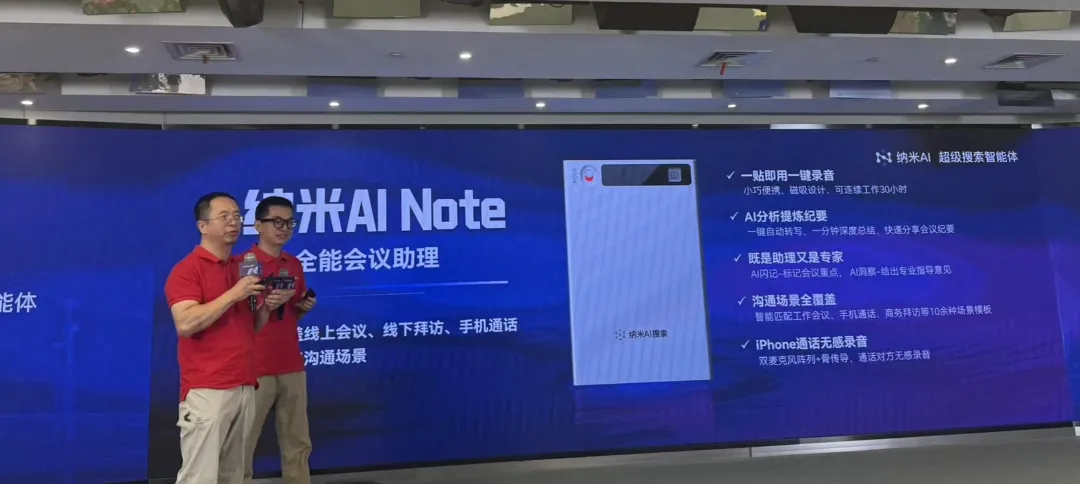 能体
纳米AI Note
全能会议助理
盖线上会议、线下拜访、手机通话
沟通场景
纳米AI搜索
纳米AI 超级搜索智能体
✓ 一贴即用一键录音
小巧便携、磁吸设计、可连续工作30小时
✓ AI分析提炼纪要
一键自动转写、一分钟深度总结、快速分享会议纪要
✓ 既是助理又是专家
AI闪记-标记会议重点、AI洞察-给出专业指导意见
✓ 沟通场景全覆盖
智能匹配工作会议、手机通话、商务拜访等10余种场景模板
✓ iPhone通话无感录音
双麦克风阵列+骨传导、通话对方无感录音